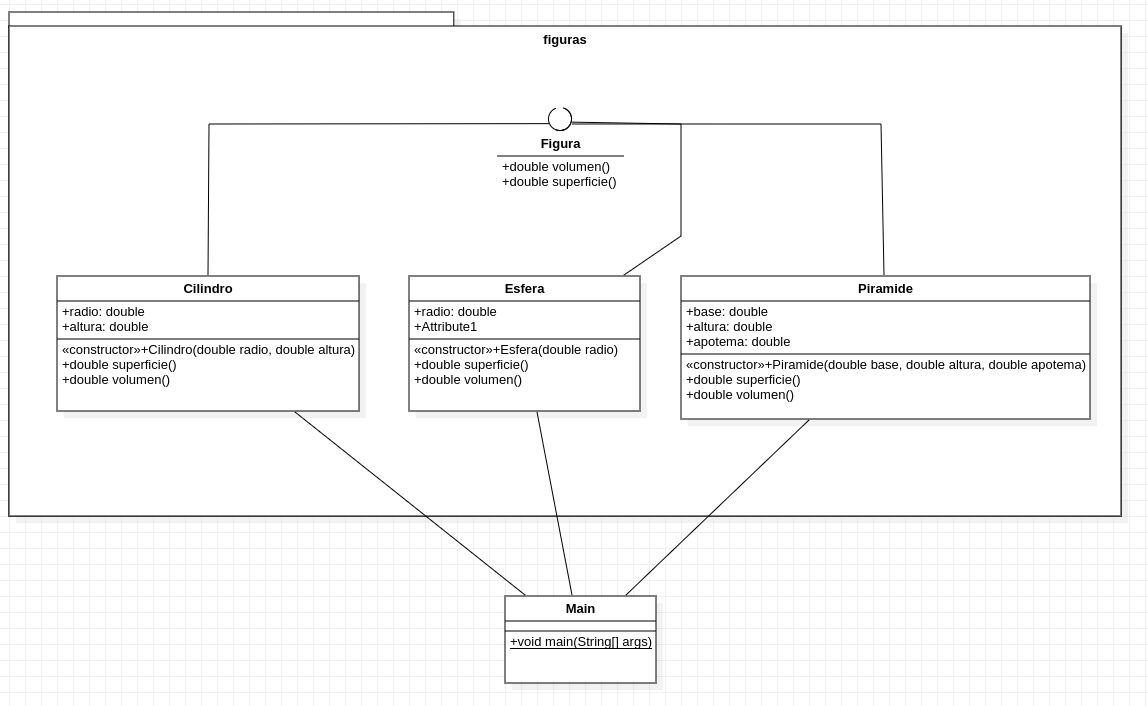 figuras
Figura
+double volumen()
+double superficie()
Cilindro
+radio: double
+altura: double
«constructor»+Cilindro(double radio, double altura)
+double superficie()
+double volumen()
Esfera
+radio: double
+Attribute1
«constructor»+Esfera(double radio)
+double superficie()
+double volumen()
Piramide
+base: double
+altura: double
+apotema: double
«constructor»+Piramide(double base, double altura, double apotema)
+double superficie()
+double volumen()
Main
+void main(String[] args)